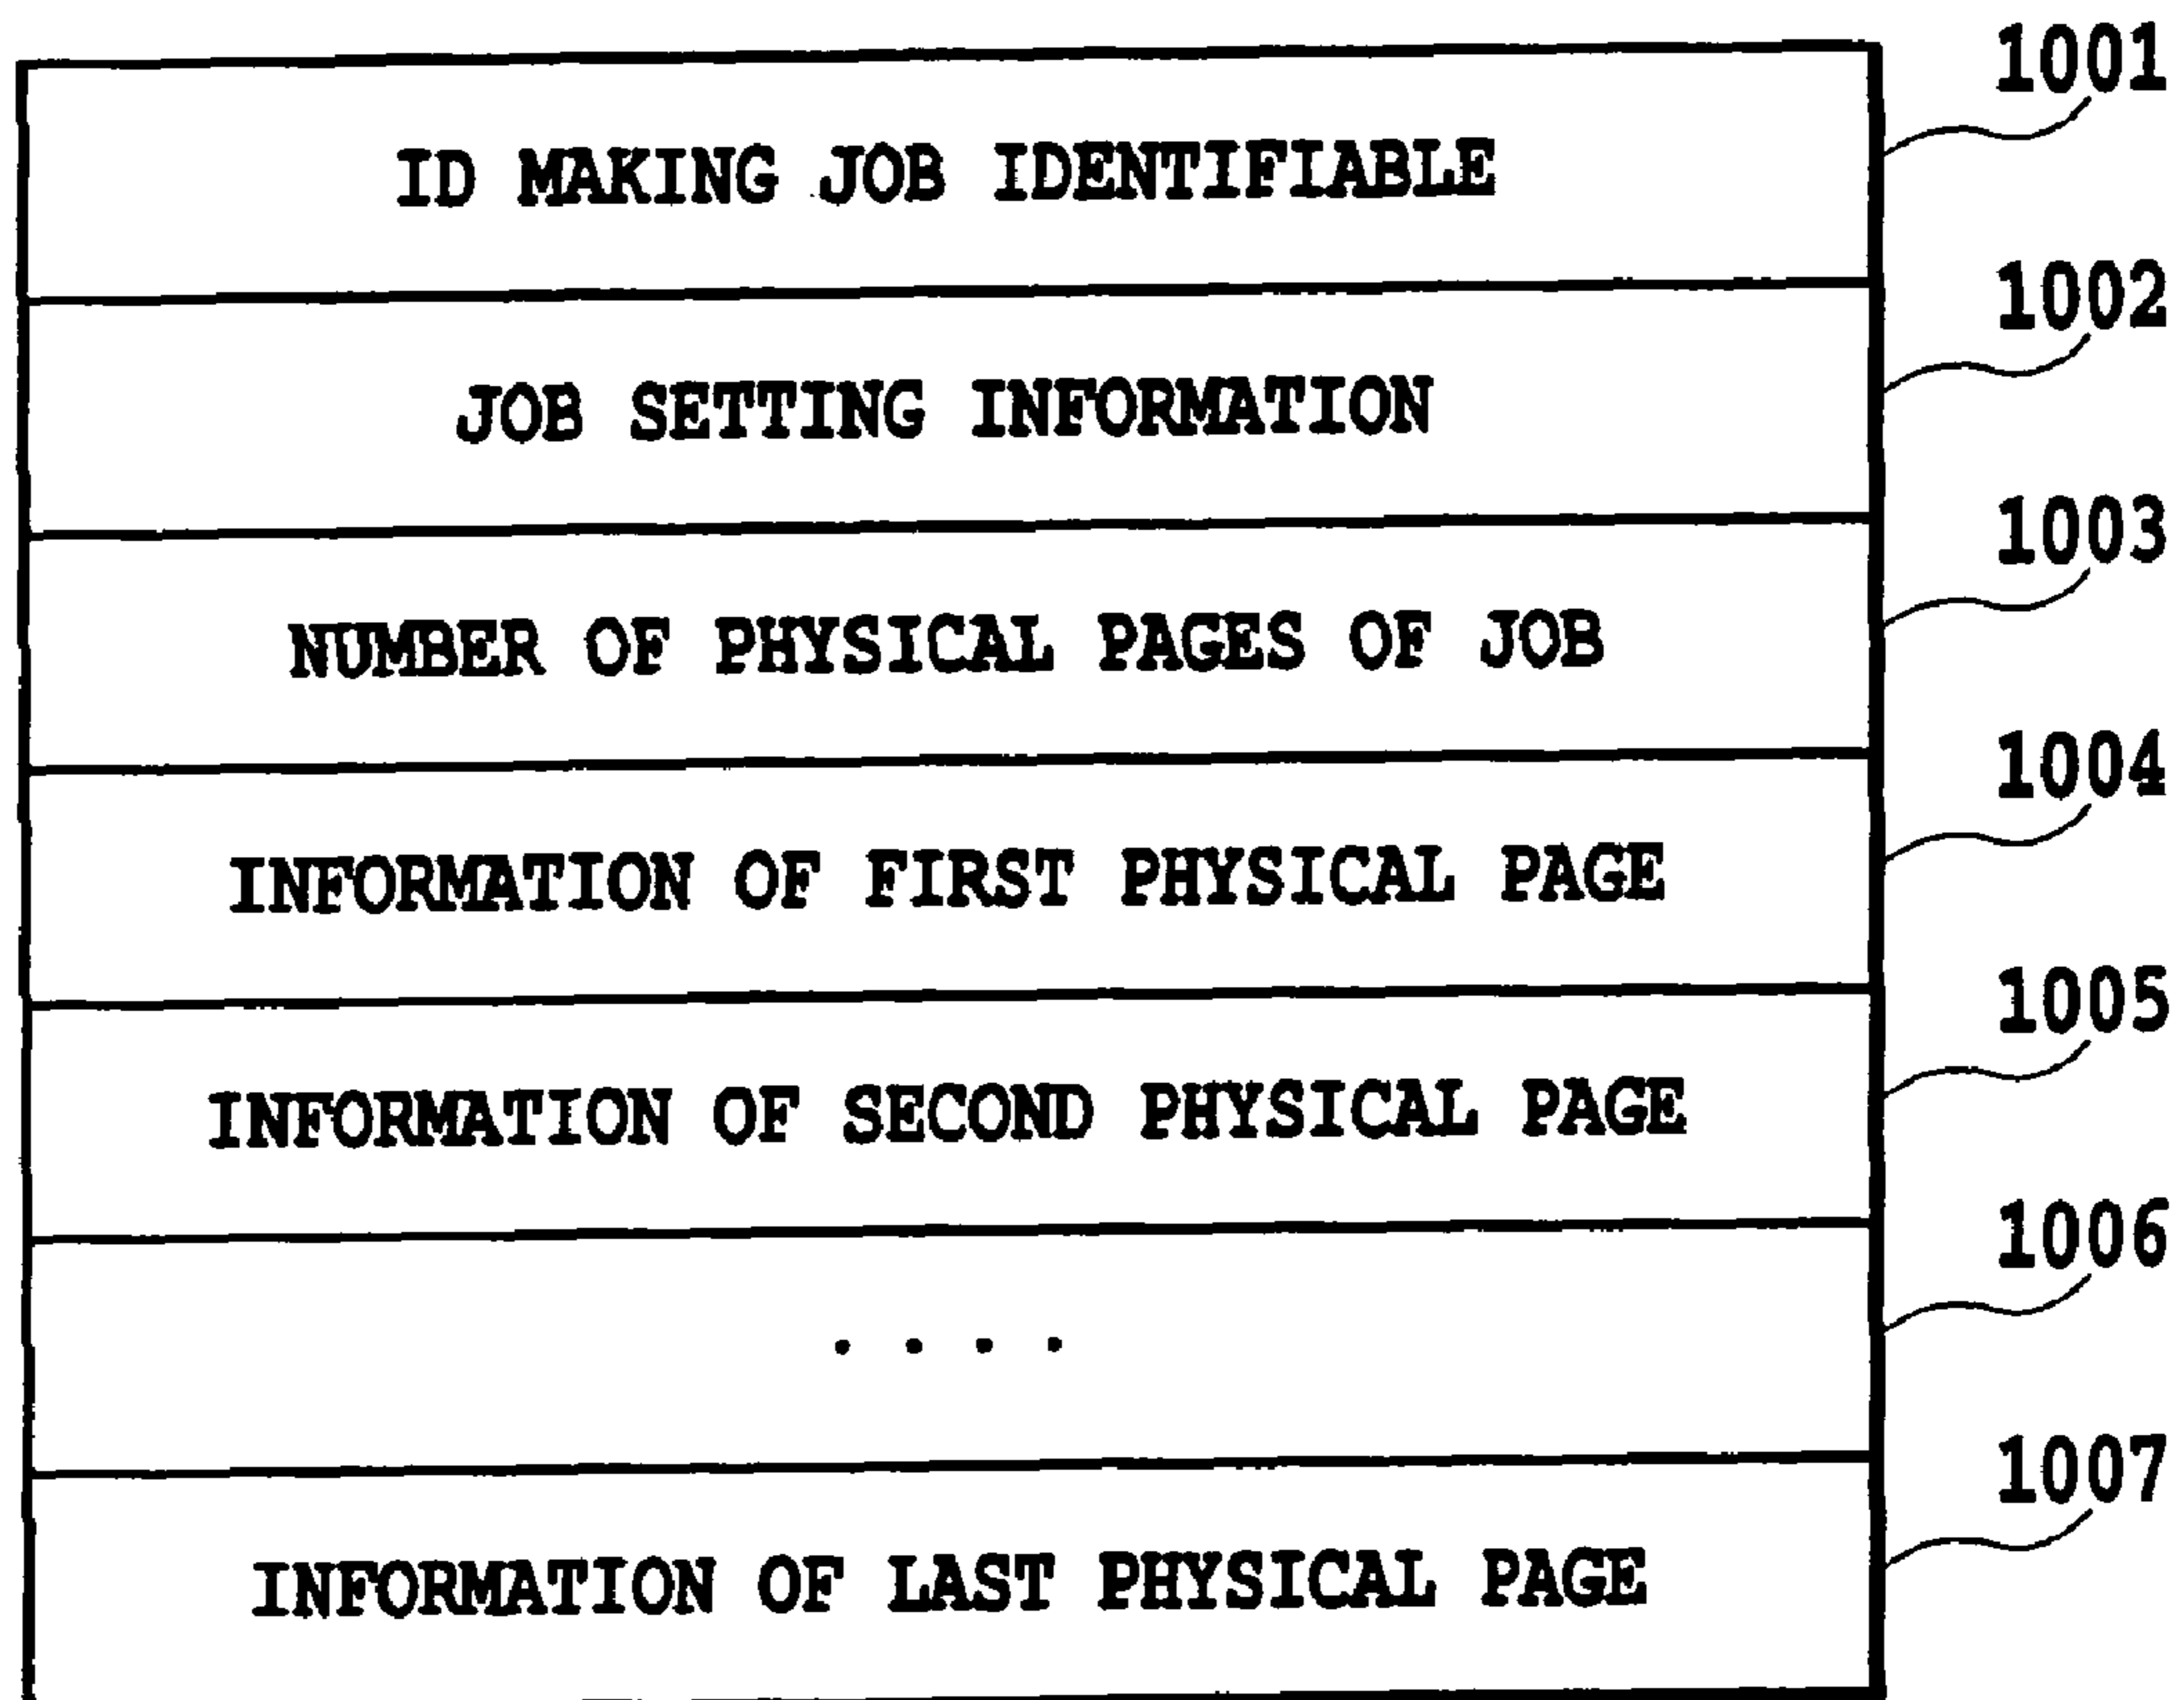 1001
ID MAKING JOB IDENTIFIABLE
1002
JOB SETTING INFORMATION
1003
NUMBER OF PHYSICAL PAGES OF JOB
1004
INFORMATION OF FIRST PHYSICAL PAGE
1005
INFORMATION OF SECOND PHYSICAL PAGE
1006
. . . .
1007
INFORMATION OF LAST PHYSICAL PAGE